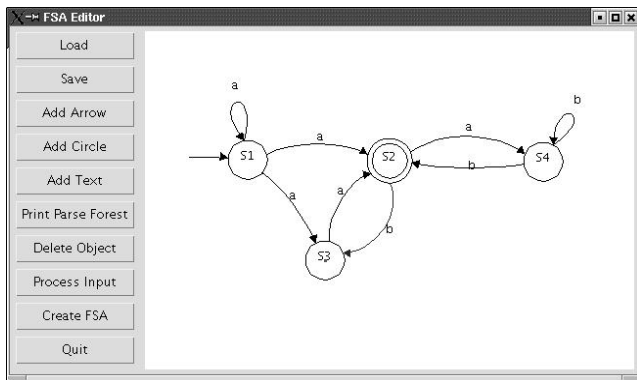 FSA Editor
Load
Save
Add Arrow
Add Circle
Add Text
Print Parse Forest
Delete Object
Process Input
Create FSA
Quit
a
b
a
a
S1
S2
S4
b
a
a
b
S3